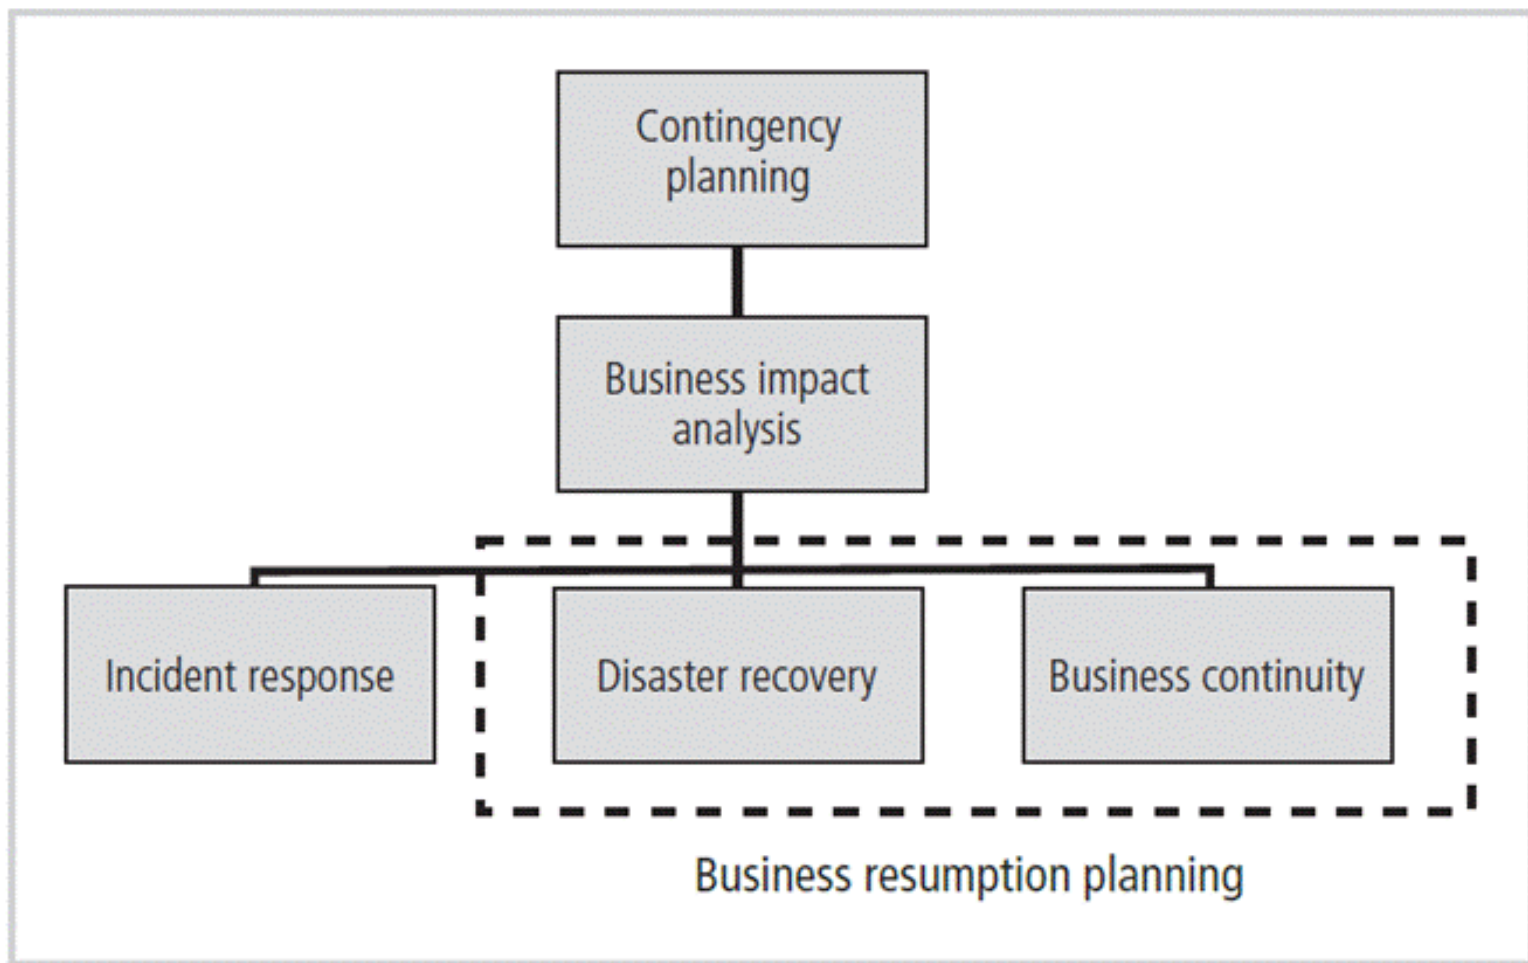 Contingency
planning
Business impact
analysis
Incident response
Disaster recovery
Business continuity
Business resumption planning